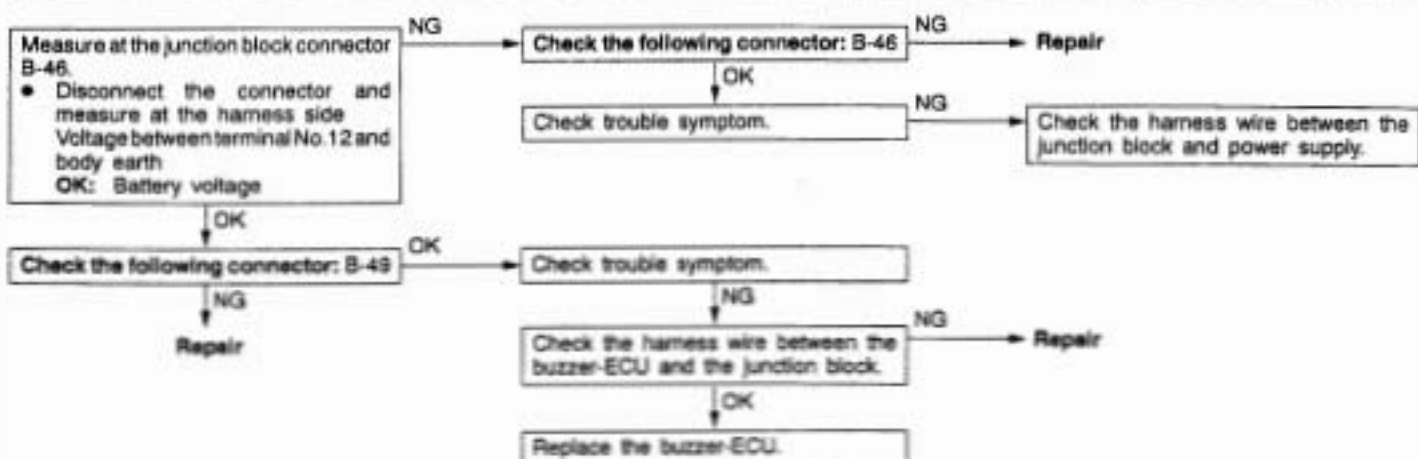 NG
Measure at the junction block connector
B-46.
● Disconnect the connector and
measure at the harness side
Voltage between terminal No. 12 and
body earth
OK: Battery voltage
Check the following connector: B-46
NG
Repair
OK
Check trouble symptom.
NG
Check the harness wire between the
junction block and power supply.
OK
Check the following connector: B-49
OK
Check trouble symptom.
NG
Repair
NG
Check the harness wire between the
buzzer-ECU and the junction block.
NG
Repair
OK
Replace the buzzer-ECU.